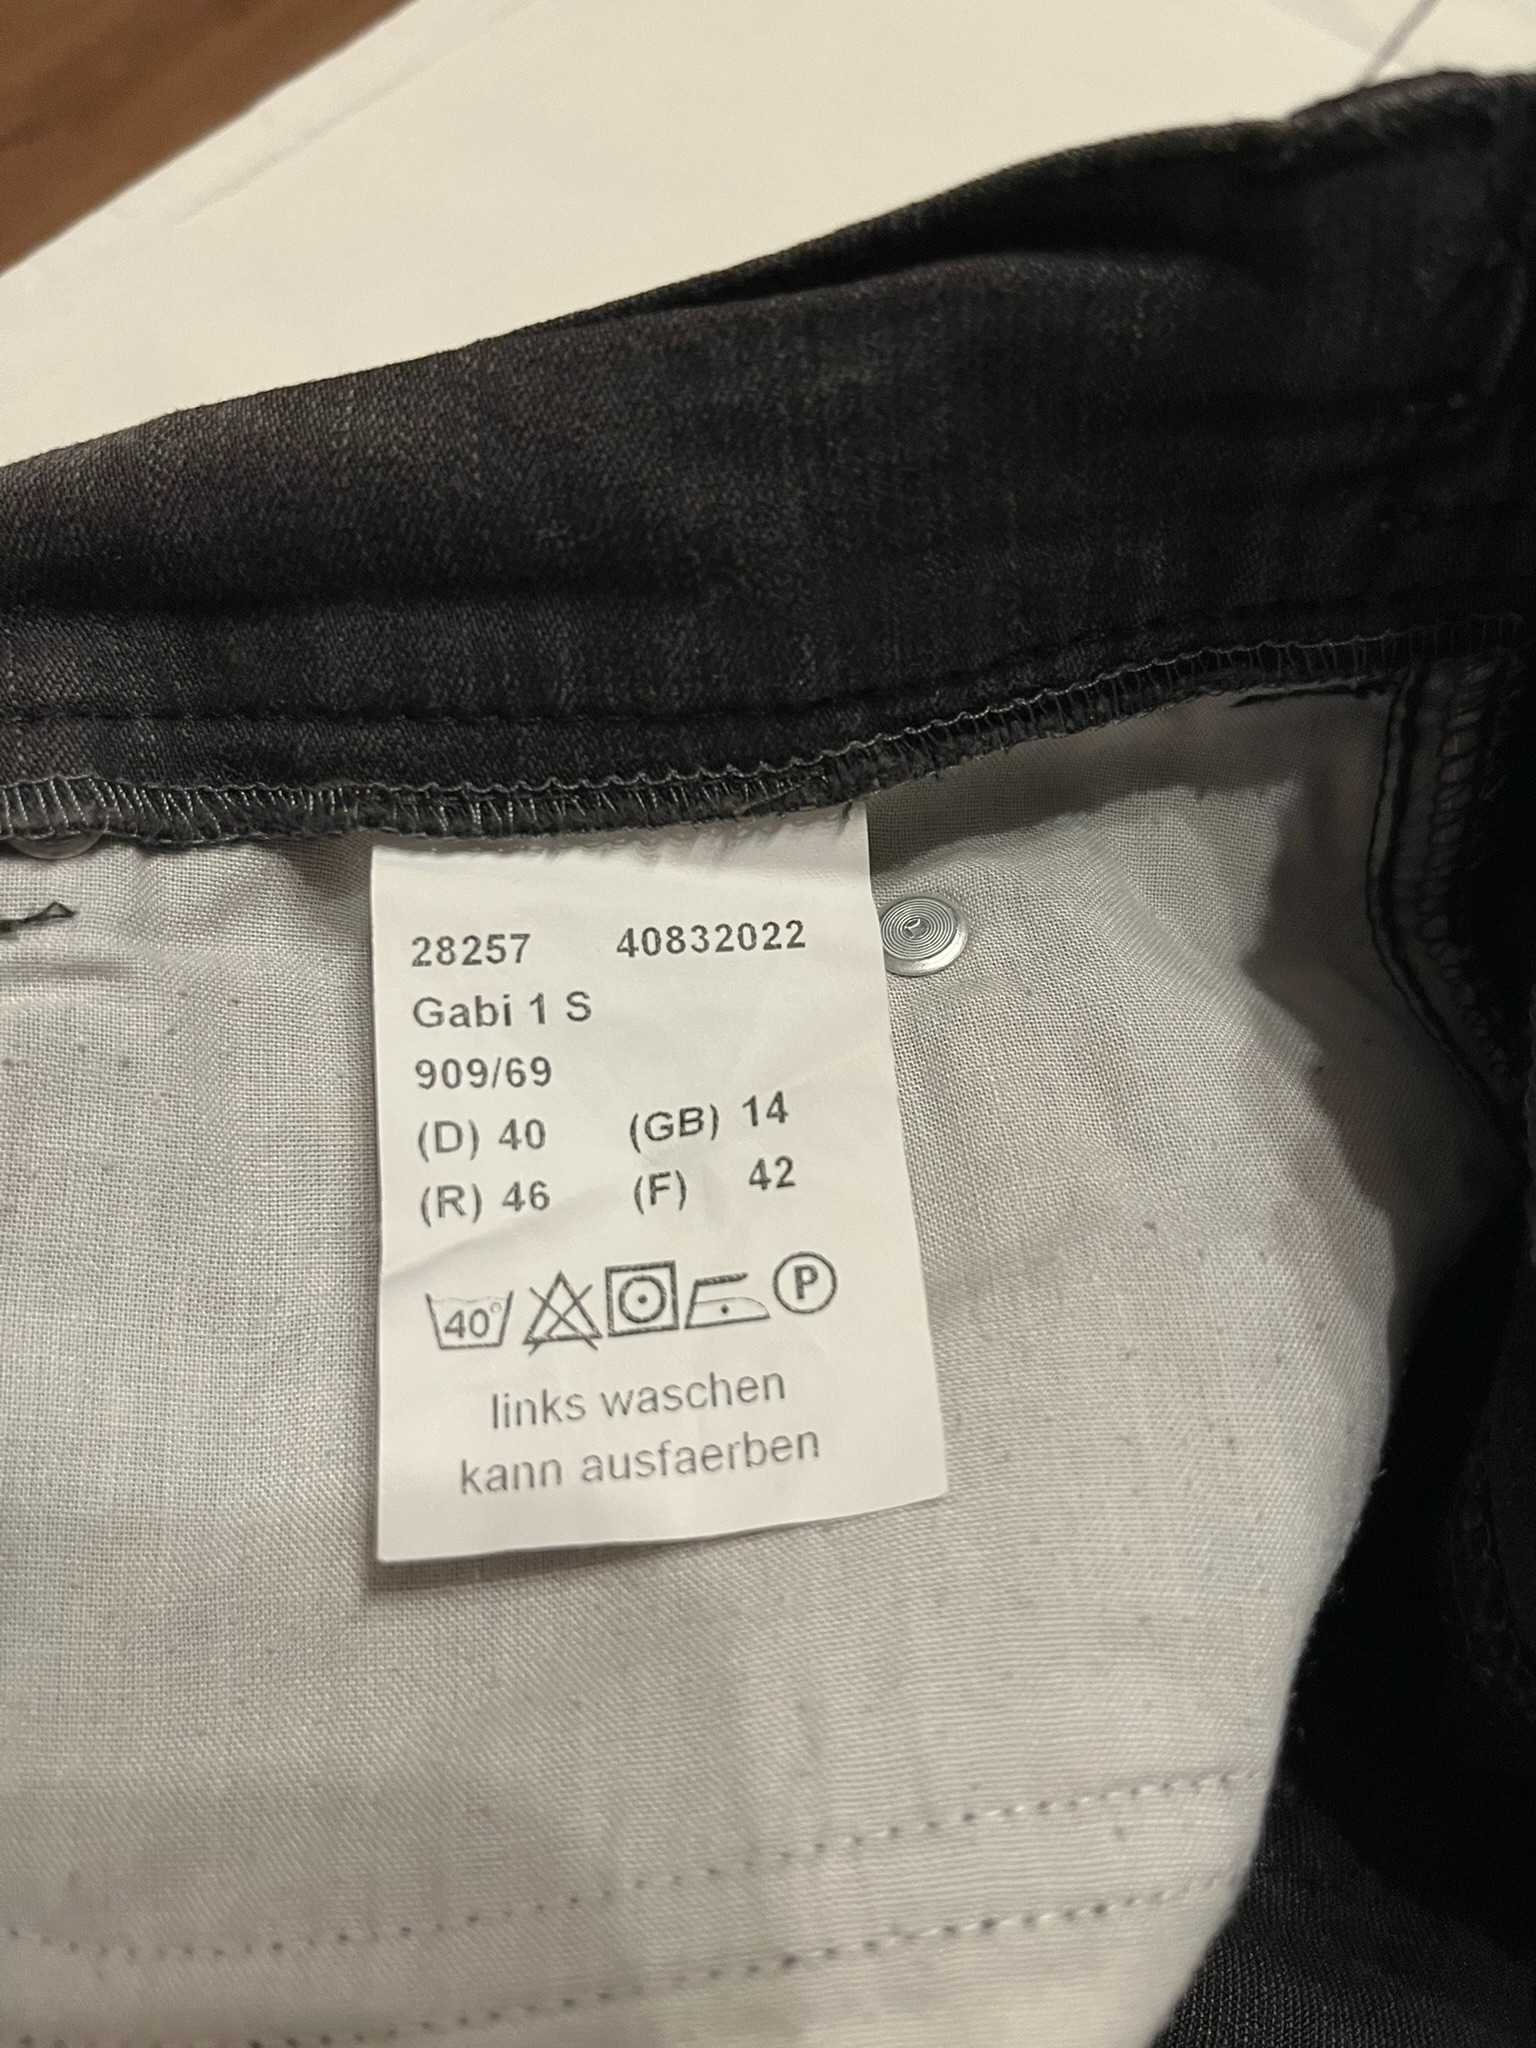 28257 40832022
Gabi 1 S
909/69
(D) 40 (GB) 14
(R) 46 (F) 42
40° P
links waschen
kann ausfaerben